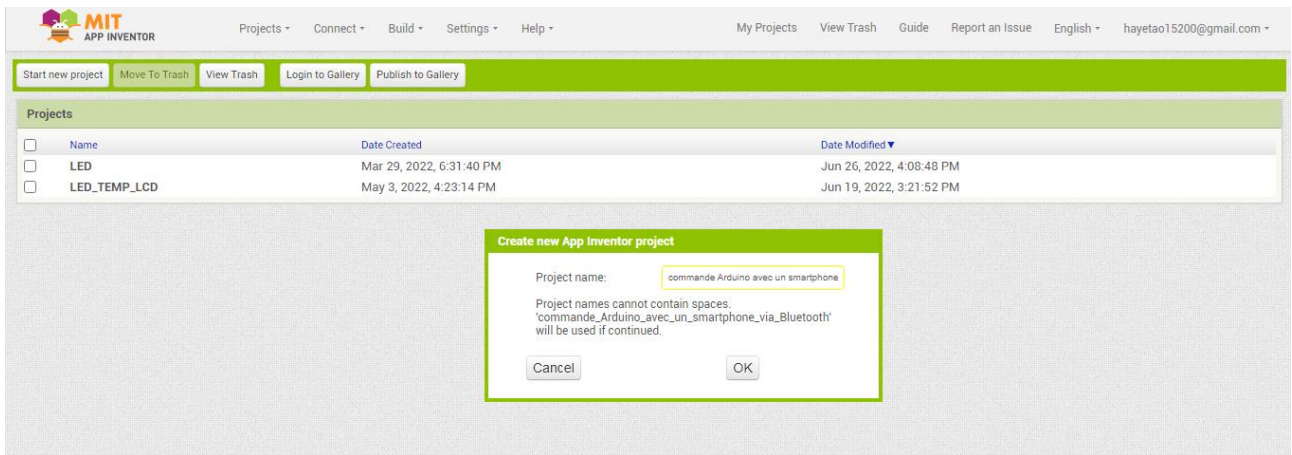 MIT
APP INVENTOR
Projects Connect Build Settings Help My Projects View Trash Guide Report an Issue English hayetao15200@gmail.com
Start new project Move To Trash View Trash Login to Gallery Publish to Gallery
Projects
Name Date Created Date Modified
LED Mar 29, 2022, 6:31:40 PM Jun 26, 2022, 4:08:48 PM
LED_TEMP_LCD May 3, 2022, 4:23:14 PM Jun 19, 2022, 3:21:52 PM
Create new App Inventor project
Project name: commande Arduino avec un smartphone
Project names cannot contain spaces.
'commande_Arduino_avec_un_smartphone_via_Bluetooth'
will be used if continued.
Cancel OK